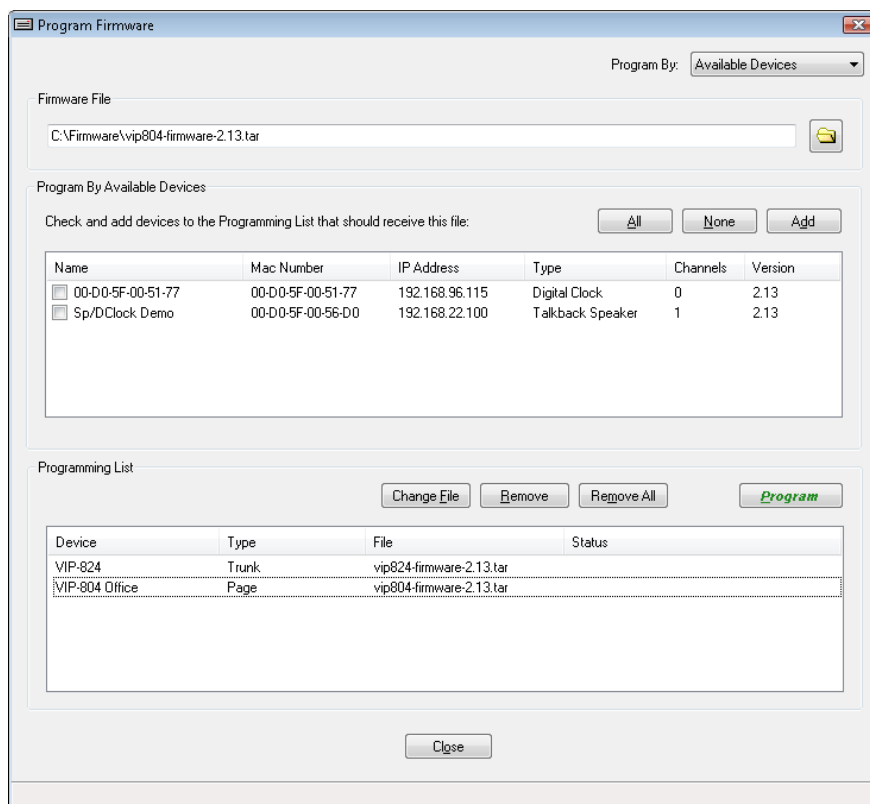 Program Firmware
Program By: Available Devices
Firmware File
C:\Firmware\vip804-firmware-2.13.tar
Program By Available Devices
Check and add devices to the Programming List that should receive this file: All None Add
Name Mac Number IP Address Type Channels Version
00-D0-5F-00-51-77 00-D0-5F-00-51-77 192.168.96.115 Digital Clock 0 2.13
Sp/DClock Demo 00-D0-5F-00-56-D0 192.168.22.100 Talkback Speaker 1 2.13
Programming List
Change File Remove Remove All Program
Device Type File Status
VIP-824 Trunk vip824-firmware-2.13.tar
VIP-804 Office Page vip804-firmware-2.13.tar
Close